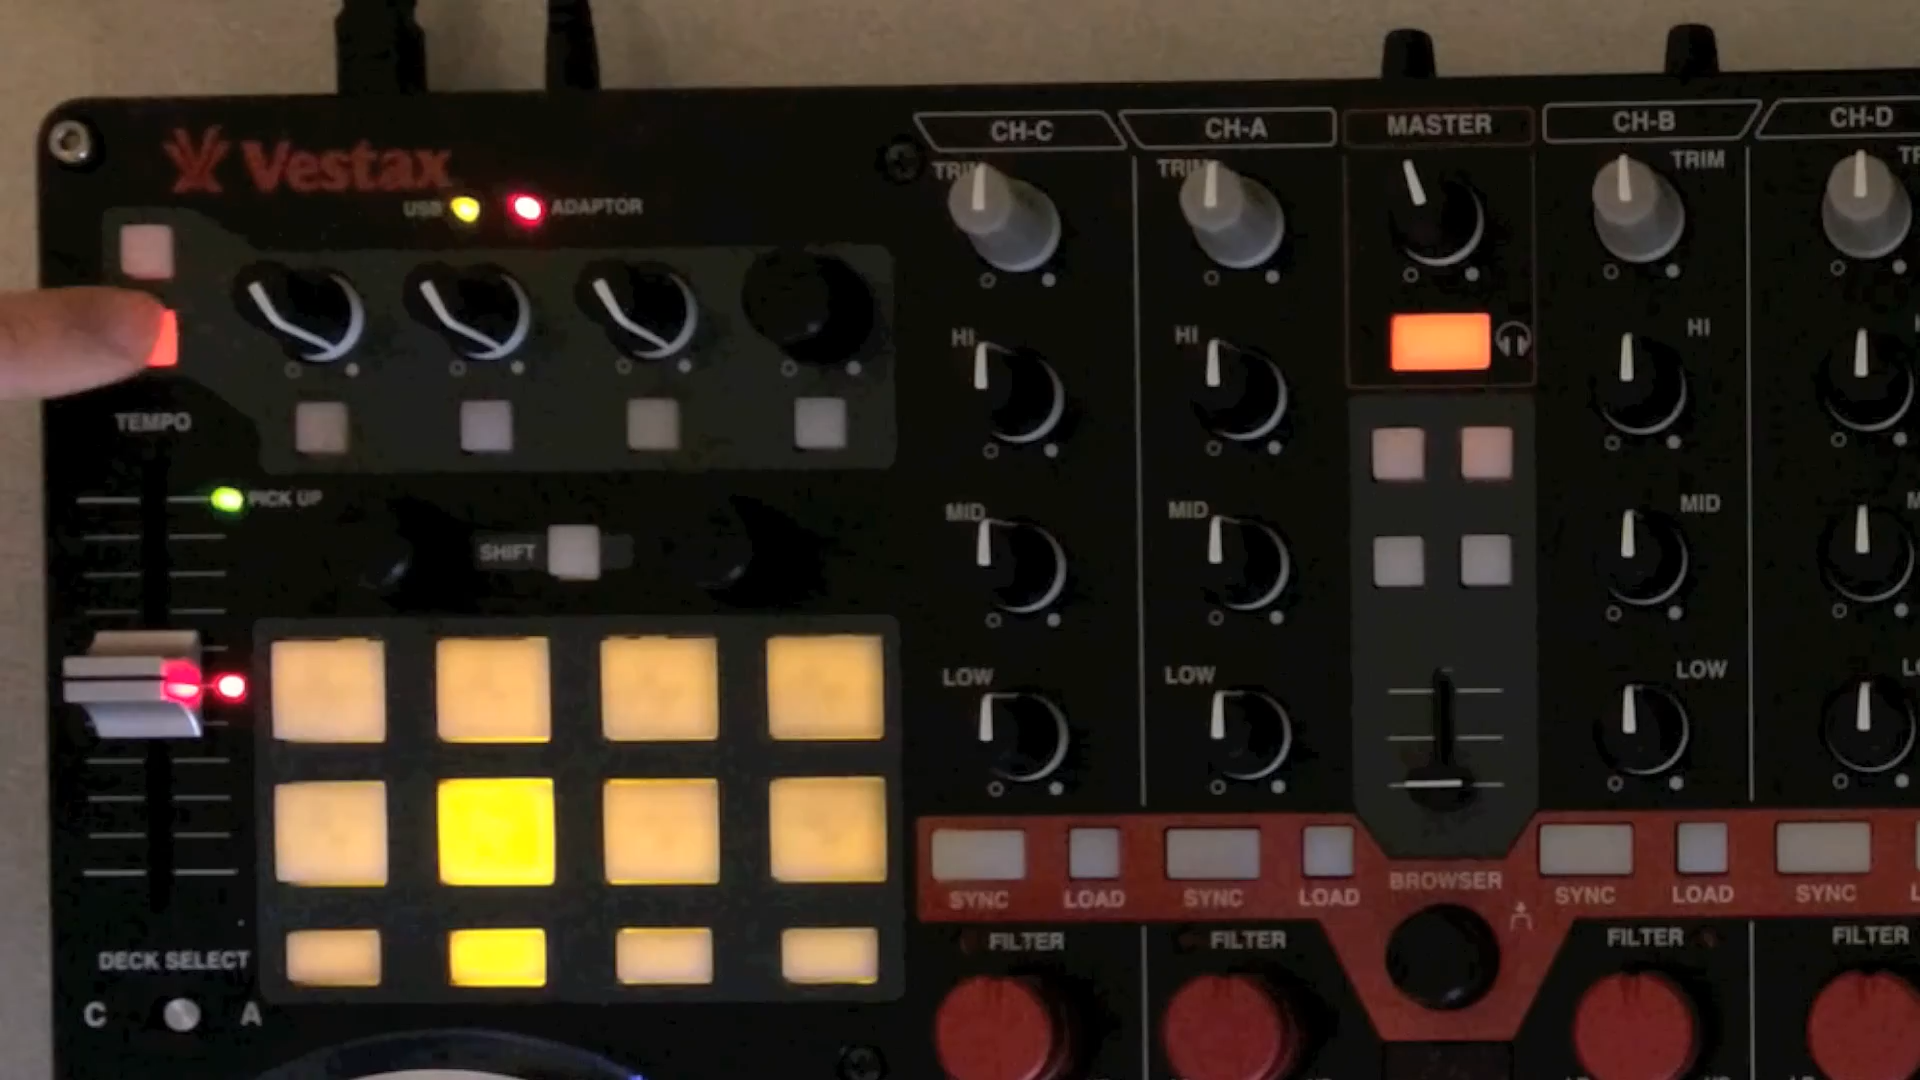 CH-C
CH-A
MASTER
CH-B
CH-D
Vestax
USB
ADAPTOR
TRIM
TRIM
TRIM
HI
HI
HI
TEMPO
PICK UP
SHIFT
MID
MID
MID
LOW
LOW
LOW
SYNC
LOAD
SYNC
LOAD
BROWSER
SYNC
LOAD
SYNC
FILTER
FILTER
FILTER
FILTER
DECK SELECT
C
A